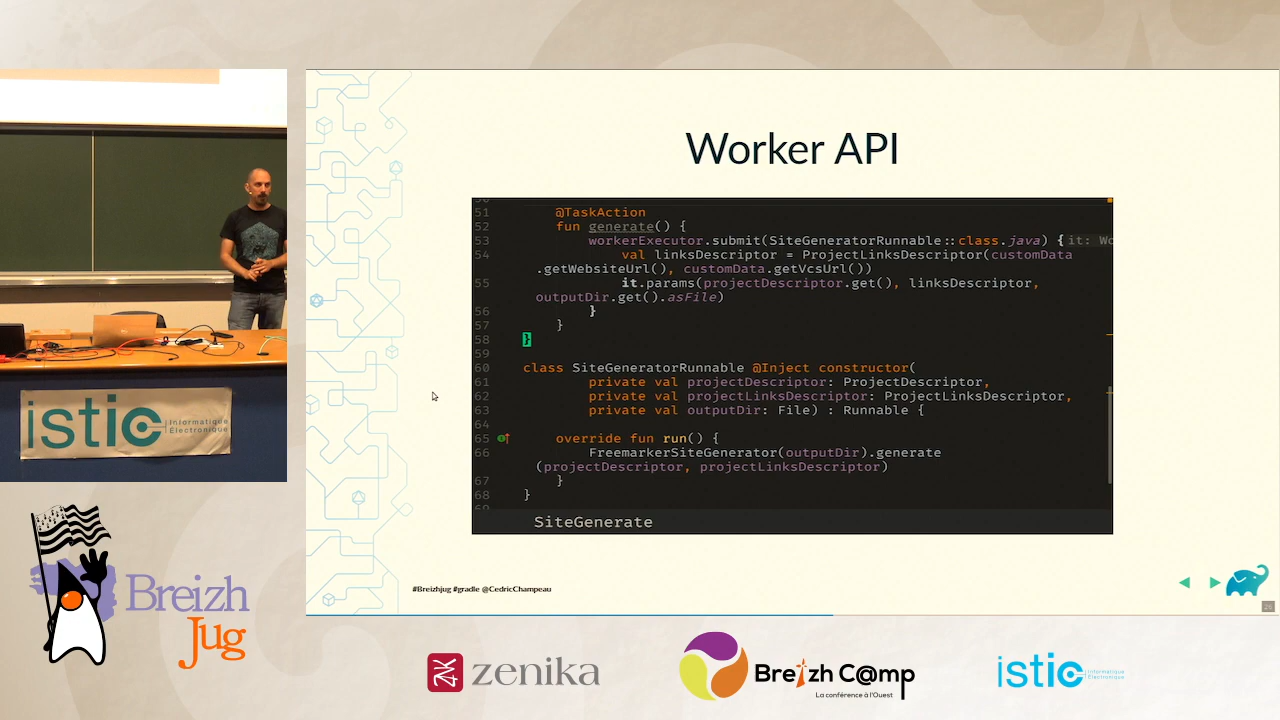 Worker API
51 @TaskAction
52 fun generate() {
53 workerExecutor.submit(SiteGeneratorRunnable::class.java) { it: Wo
54 val linksDescriptor = ProjectLinksDescriptor(customData
.getWebsiteUrl(), customData.getVcsUrl())
55 it.params(projectDescriptor.get(), linksDescriptor,
outputDir.get().asFile)
56 }
57 }
58 }
59
60 class SiteGeneratorRunnable @Inject constructor(
61 private val projectDescriptor: ProjectDescriptor,
62 private val projectLinksDescriptor: ProjectLinksDescriptor,
63 private val outputDir: File) : Runnable {
64
65 override fun run() {
66 FreemarkerSiteGenerator(outputDir).generate
(projectDescriptor, projectLinksDescriptor)
67 }
68 }
SiteGenerate
#Breizhjug #gradle @CedricChampeau
26
istic Informatique
Électronique
Breizh
Jug
zenika
Breizh C@mp
La conférence à l'Ouest
istic Informatique
Électronique